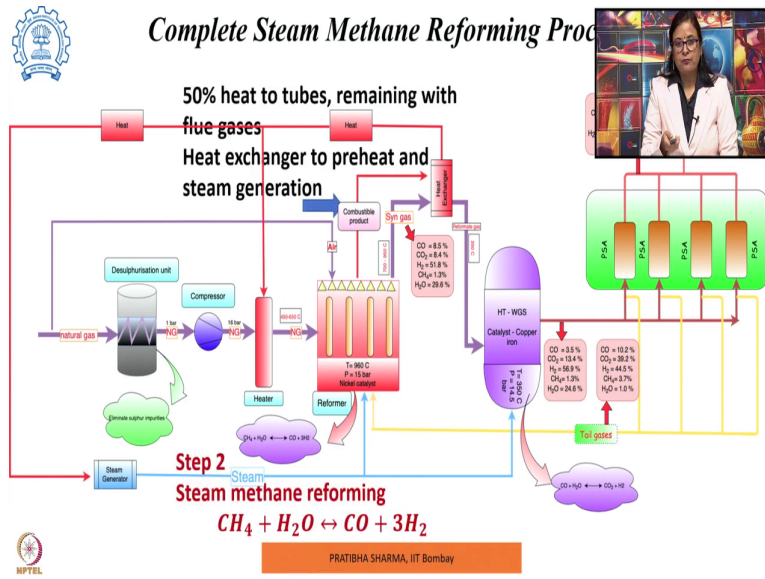 Complete Steam Methane Reforming Proc
50% heat to tubes, remaining with
flue gases
Heat exchanger to preheat and
steam generation
Heat
Heat
Heat
Exchanger
Combustible
product
Syn gas
Reformate gas
Air
700 - 950 C
350 C
CO = 8.5 %
CO₂ = 8.4%
H₂ = 51.8 %
CH₄= 1.3%
H₂O = 29.6%
PSA
PSA
PSA
PSA
Desulphurisation unit
Compressor
natural gas
1 bar
NG
16 bar
NG
450-650 C
NG
T= 960 C
P = 15 bar
Nickel catalyst
Heater
Reformer
HT - WGS
Catalyst - Copper
iron
T= 350 C
P = 14.5
bar
CO = 3.5 %
CO₂ = 13.4 %
H₂ = 56.9 %
CH₄= 1.3%
H₂O = 24.6%
CO = 10.2 %
CO₂ = 39.2 %
H₂ = 44.5 %
CH₄= 3.7%
H₂O = 1.0 %
Tail gases
Eliminate sulphur impurities
CH₄ + H₂O ⟷ CO + 3H2
CO + H₂O ⟷ CO₂ + H2
Steam
Generator
Steam
Step 2
Steam methane reforming
CH₄ + H₂O ↔ CO + 3H₂
PRATIBHA SHARMA, IIT Bombay
NPTEL